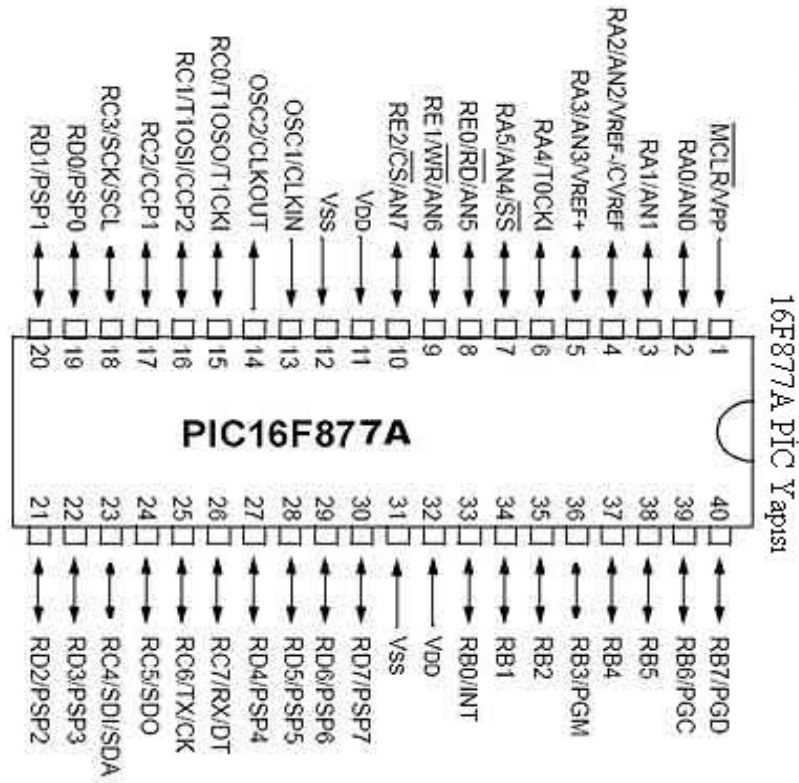 16F877A PİC Yapısı
MCLR/VPP
RA0/AN0
RA1/AN1
RA2/AN2/VREF-/CVREF
RA3/AN3/VREF+
RA4/T0CKI
RA5/AN4/SS
RE0/RD/AN5
RE1/WR/AN6
RE2/CS/AN7
VDD
VSS
OSC1/CLKIN
OSC2/CLKOUT
RC0/T1OSO/T1CKI
RC1/T1OSI/CCP2
RC2/CCP1
RC3/SCK/SCL
RD0/PSP0
RD1/PSP1
1
2
3
4
5
6
7
8
9
10
11
12
13
14
15
16
17
18
19
20
PIC16F877A
40
39
38
37
36
35
34
33
32
31
30
29
28
27
26
25
24
23
22
21
RB7/PGD
RB6/PGC
RB5
RB4
RB3/PGM
RB2
RB1
RB0/INT
VDD
VSS
RD7/PSP7
RD6/PSP6
RD5/PSP5
RD4/PSP4
RC7/RX/DT
RC6/TX/CK
RC5/SDO
RC4/SDI/SDA
RD3/PSP3
RD2/PSP2